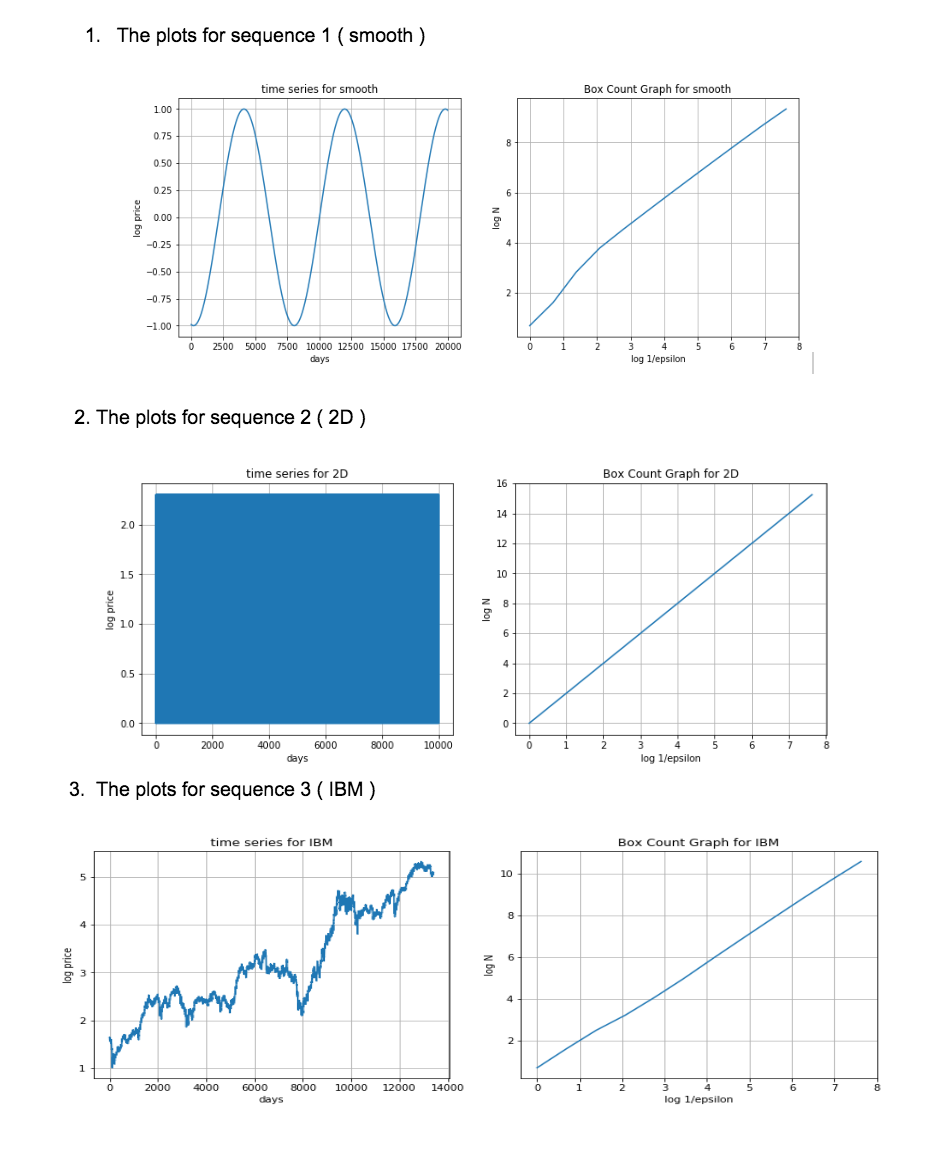 1. The plots for sequence 1 ( smooth )
time series for smooth
1.00
0.75
0.50
0.25
0.00
−0.25
−0.50
−0.75
−1.00
log price
0 2500 5000 7500 10000 12500 15000 17500 20000
days
Box Count Graph for smooth
8
6
4
2
log N
0 1 2 3 4 5 6 7 8
log 1/epsilon
2. The plots for sequence 2 ( 2D )
time series for 2D
2.0
1.5
1.0
0.5
0.0
log price
0 2000 4000 6000 8000 10000
days
Box Count Graph for 2D
16
14
12
10
8
6
4
2
0
log N
0 1 2 3 4 5 6 7 8
log 1/epsilon
3. The plots for sequence 3 ( IBM )
time series for IBM
5
4
3
2
1
log price
0 2000 4000 6000 8000 10000 12000 14000
days
Box Count Graph for IBM
10
8
6
4
2
log N
0 1 2 3 4 5 6 7 8
log 1/epsilon